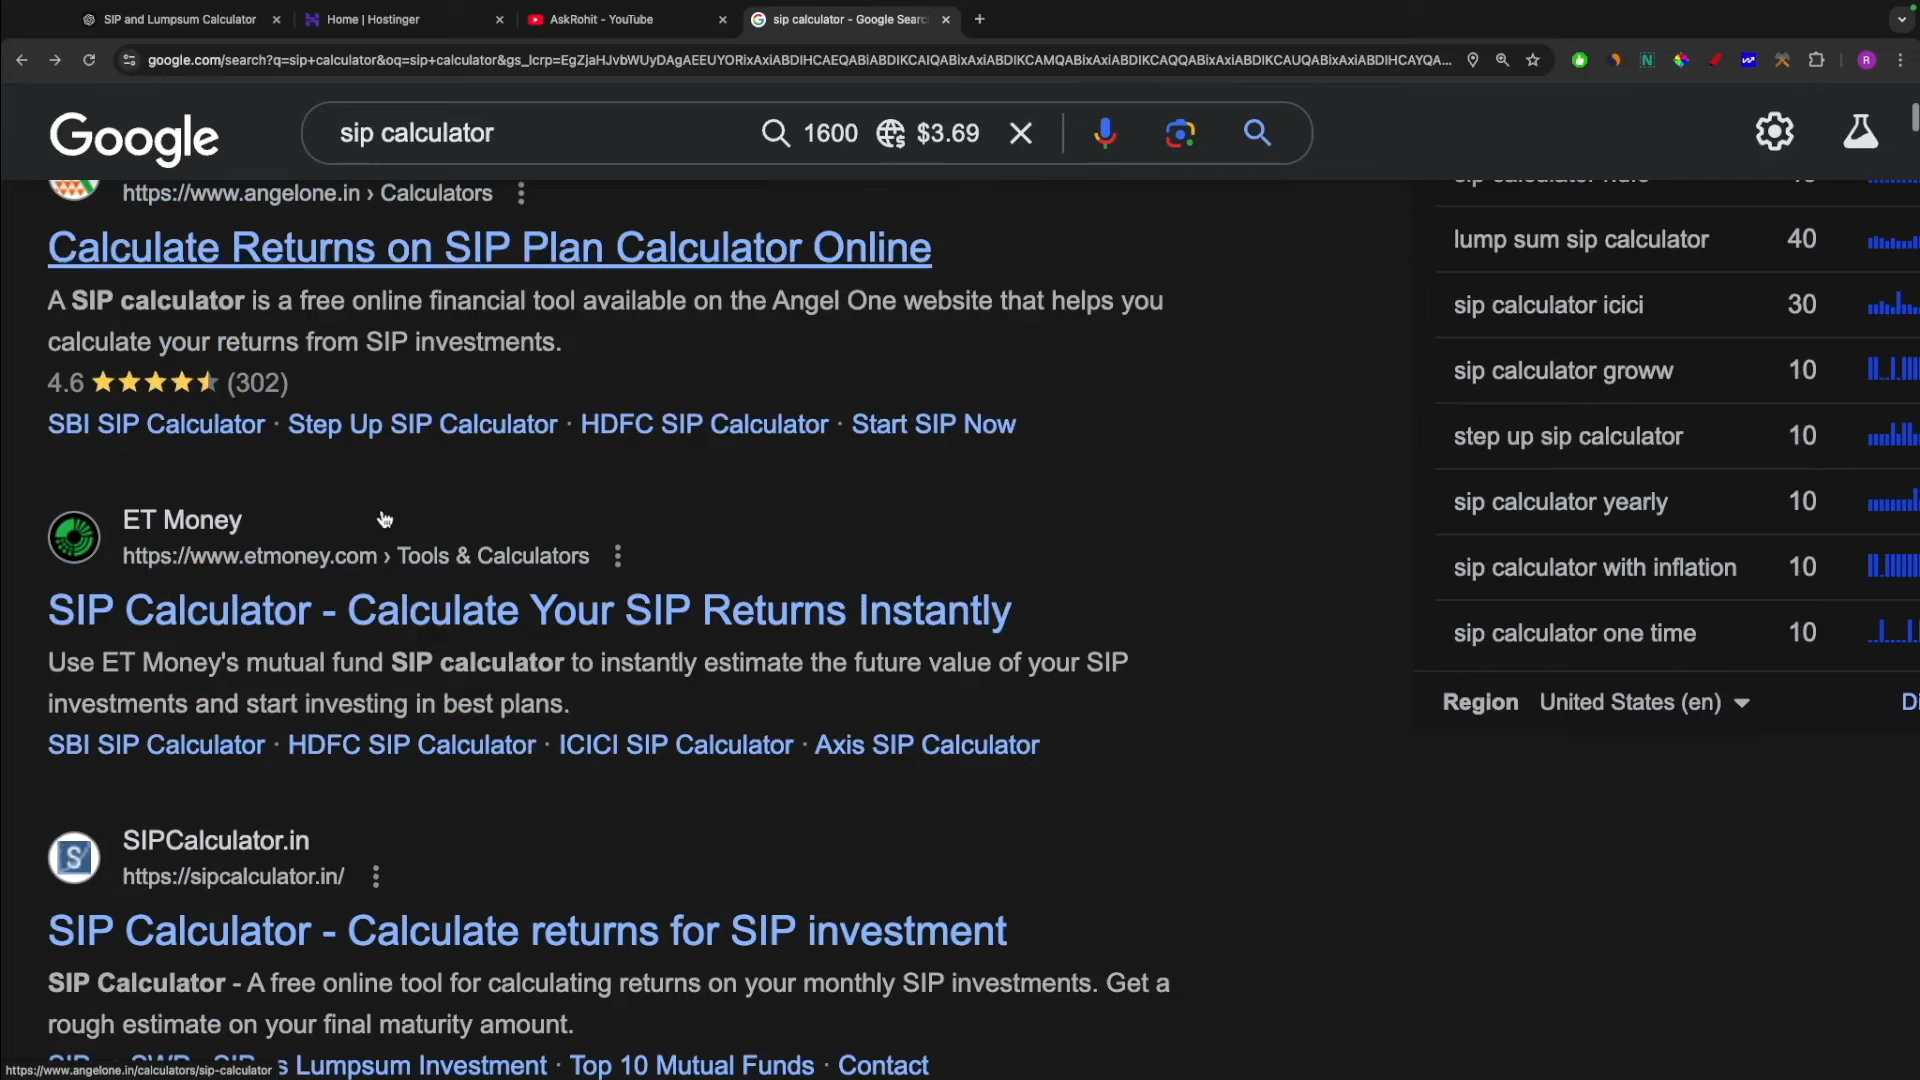 SIP and Lumpsum Calculator
Home | Hostinger
AskRohit - YouTube
sip calculator - Google Searc
google.com/search?q=sip+calculator&oq=sip+calculator&gs_lcrp=EgZjaHJvbWUyDAgAEEUYORixAxiABDIHCAEQABiABDIKCAIQABixAxiABDIKCAMQABixAxiABDIKCAQQABixAxiABDIKCAUQABixAxiABDIHCAYQA...
R
Google
sip calculator
1600
$3.69
https://www.angelone.in › Calculators
Calculate Returns on SIP Plan Calculator Online
A SIP calculator is a free online financial tool available on the Angel One website that helps you
calculate your returns from SIP investments.
4.6 (302)
SBI SIP Calculator · Step Up SIP Calculator · HDFC SIP Calculator · Start SIP Now
ET Money
https://www.etmoney.com › Tools & Calculators
SIP Calculator - Calculate Your SIP Returns Instantly
Use ET Money's mutual fund SIP calculator to instantly estimate the future value of your SIP
investments and start investing in best plans.
SBI SIP Calculator · HDFC SIP Calculator · ICICI SIP Calculator · Axis SIP Calculator
S
SIPCalculator.in
https://sipcalculator.in/
SIP Calculator - Calculate returns for SIP investment
SIP Calculator - A free online tool for calculating returns on your monthly SIP investments. Get a
rough estimate on your final maturity amount.
s Lumpsum Investment · Top 10 Mutual Funds · Contact
https://www.angelone.in/calculators/sip-calculator
lump sum sip calculator 40
sip calculator icici 30
sip calculator groww 10
step up sip calculator 10
sip calculator yearly 10
sip calculator with inflation 10
sip calculator one time 10
Region United States (en)